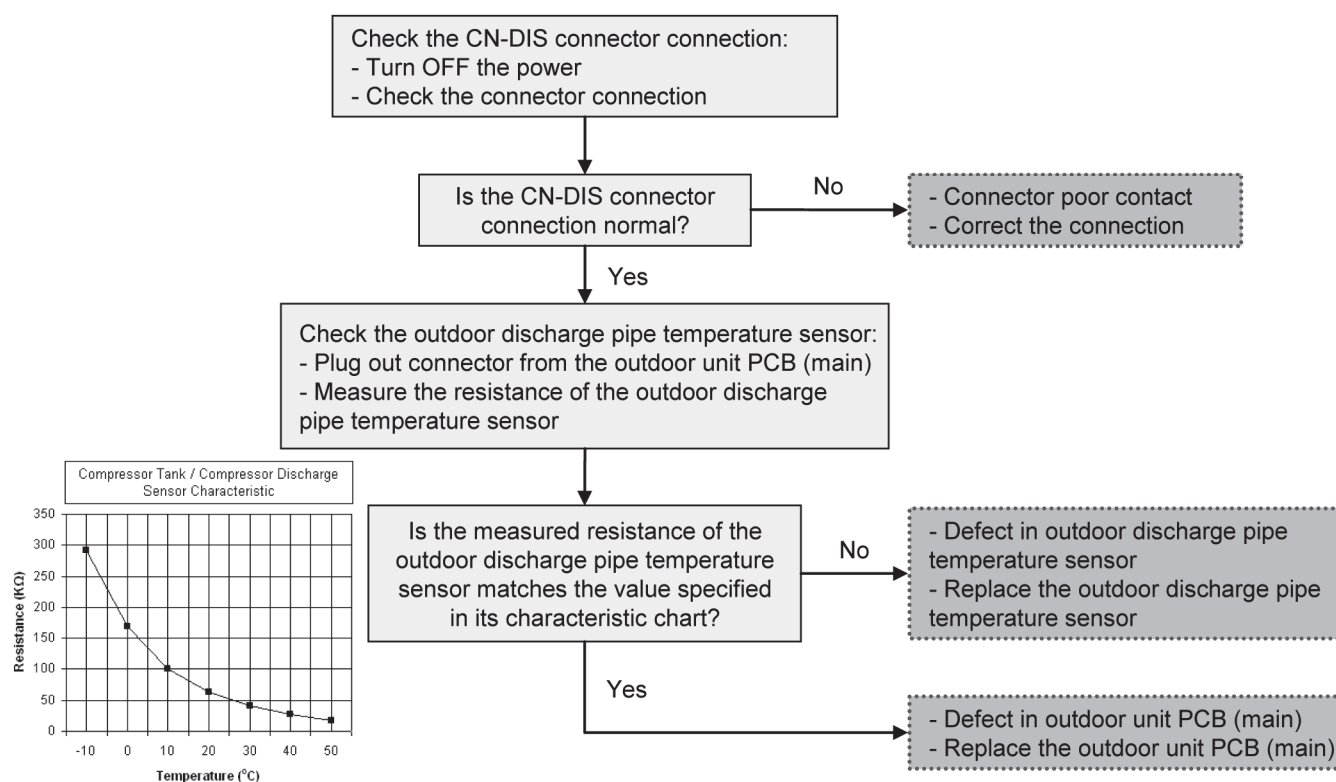 Check the CN-DIS connector connection:
- Turn OFF the power
- Check the connector connection
Is the CN-DIS connector
connection normal?
No
- Connector poor contact
- Correct the connection
Yes
Check the outdoor discharge pipe temperature sensor:
- Plug out connector from the outdoor unit PCB (main)
- Measure the resistance of the outdoor discharge
pipe temperature sensor
Compressor Tank / Compressor Discharge
Sensor Characteristic
Resistance (KΩ)
350
300
250
200
150
100
50
0
-10 0 10 20 30 40 50
Temperature (°C)
Is the measured resistance of the
outdoor discharge pipe temperature
sensor matches the value specified
in its characteristic chart?
No
- Defect in outdoor discharge pipe
temperature sensor
- Replace the outdoor discharge pipe
temperature sensor
Yes
- Defect in outdoor unit PCB (main)
- Replace the outdoor unit PCB (main)